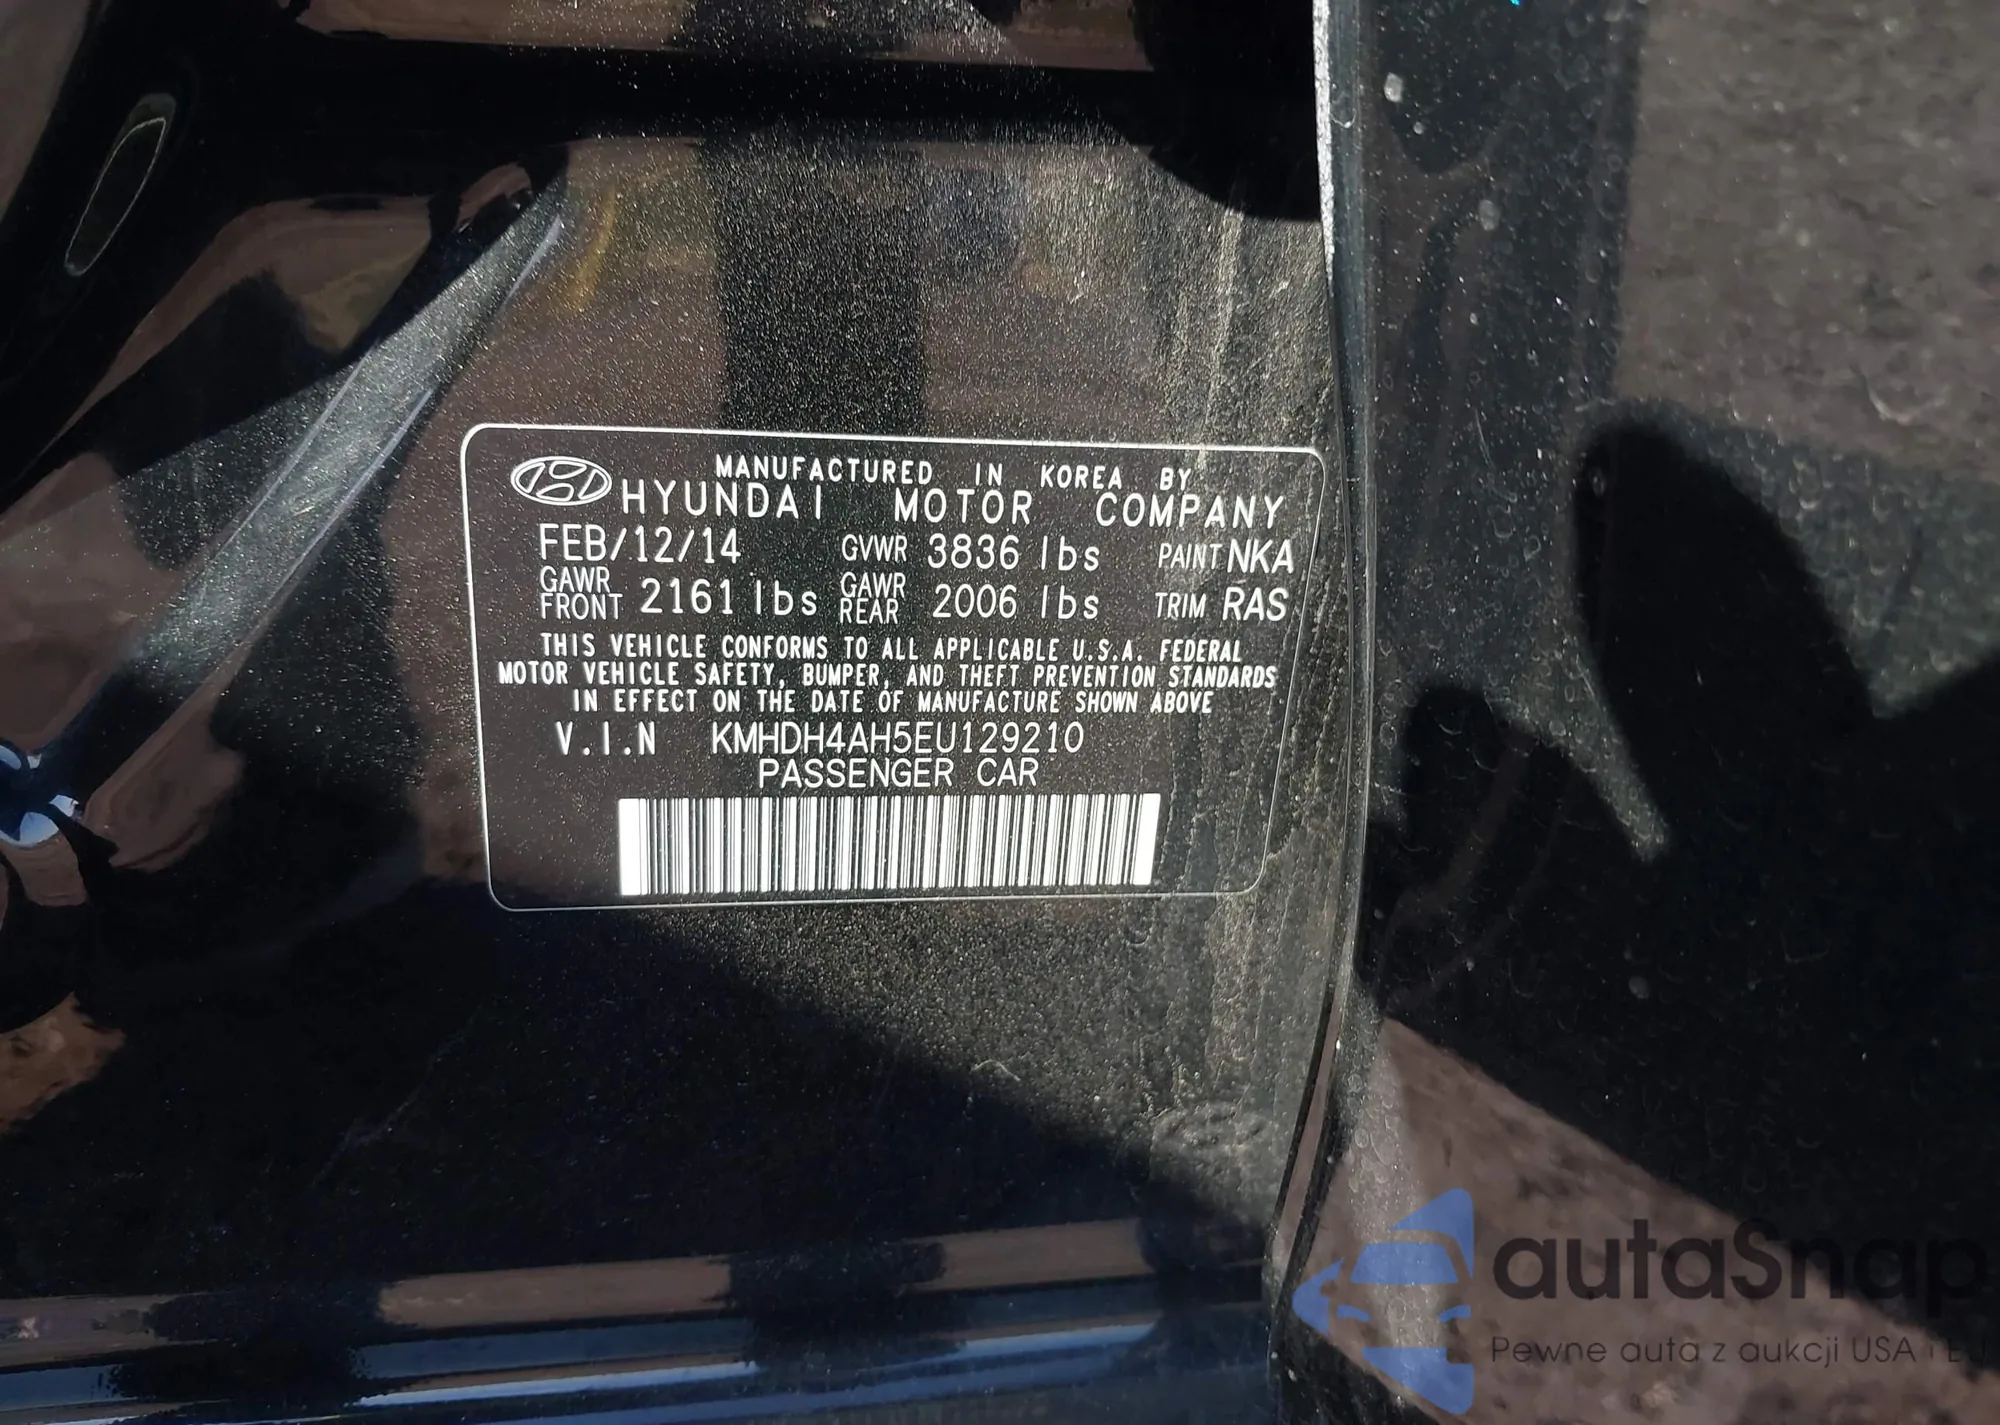 MANUFACTURED IN KOREA BY
HYUNDAI MOTOR COMPANY
FEB/12/14 GVWR 3836 lbs PAINT NKA
GAWR FRONT 2161 lbs GAWR REAR 2006 lbs TRIM RAS
THIS VEHICLE CONFORMS TO ALL APPLICABLE U.S.A. FEDERAL
MOTOR VEHICLE SAFETY, BUMPER, AND THEFT PREVENTION STANDARDS
IN EFFECT ON THE DATE OF MANUFACTURE SHOWN ABOVE
V.I.N KMHDH4AH5EU129210
PASSENGER CAR
autaSnap
Pewne auta z aukcji USA i EU